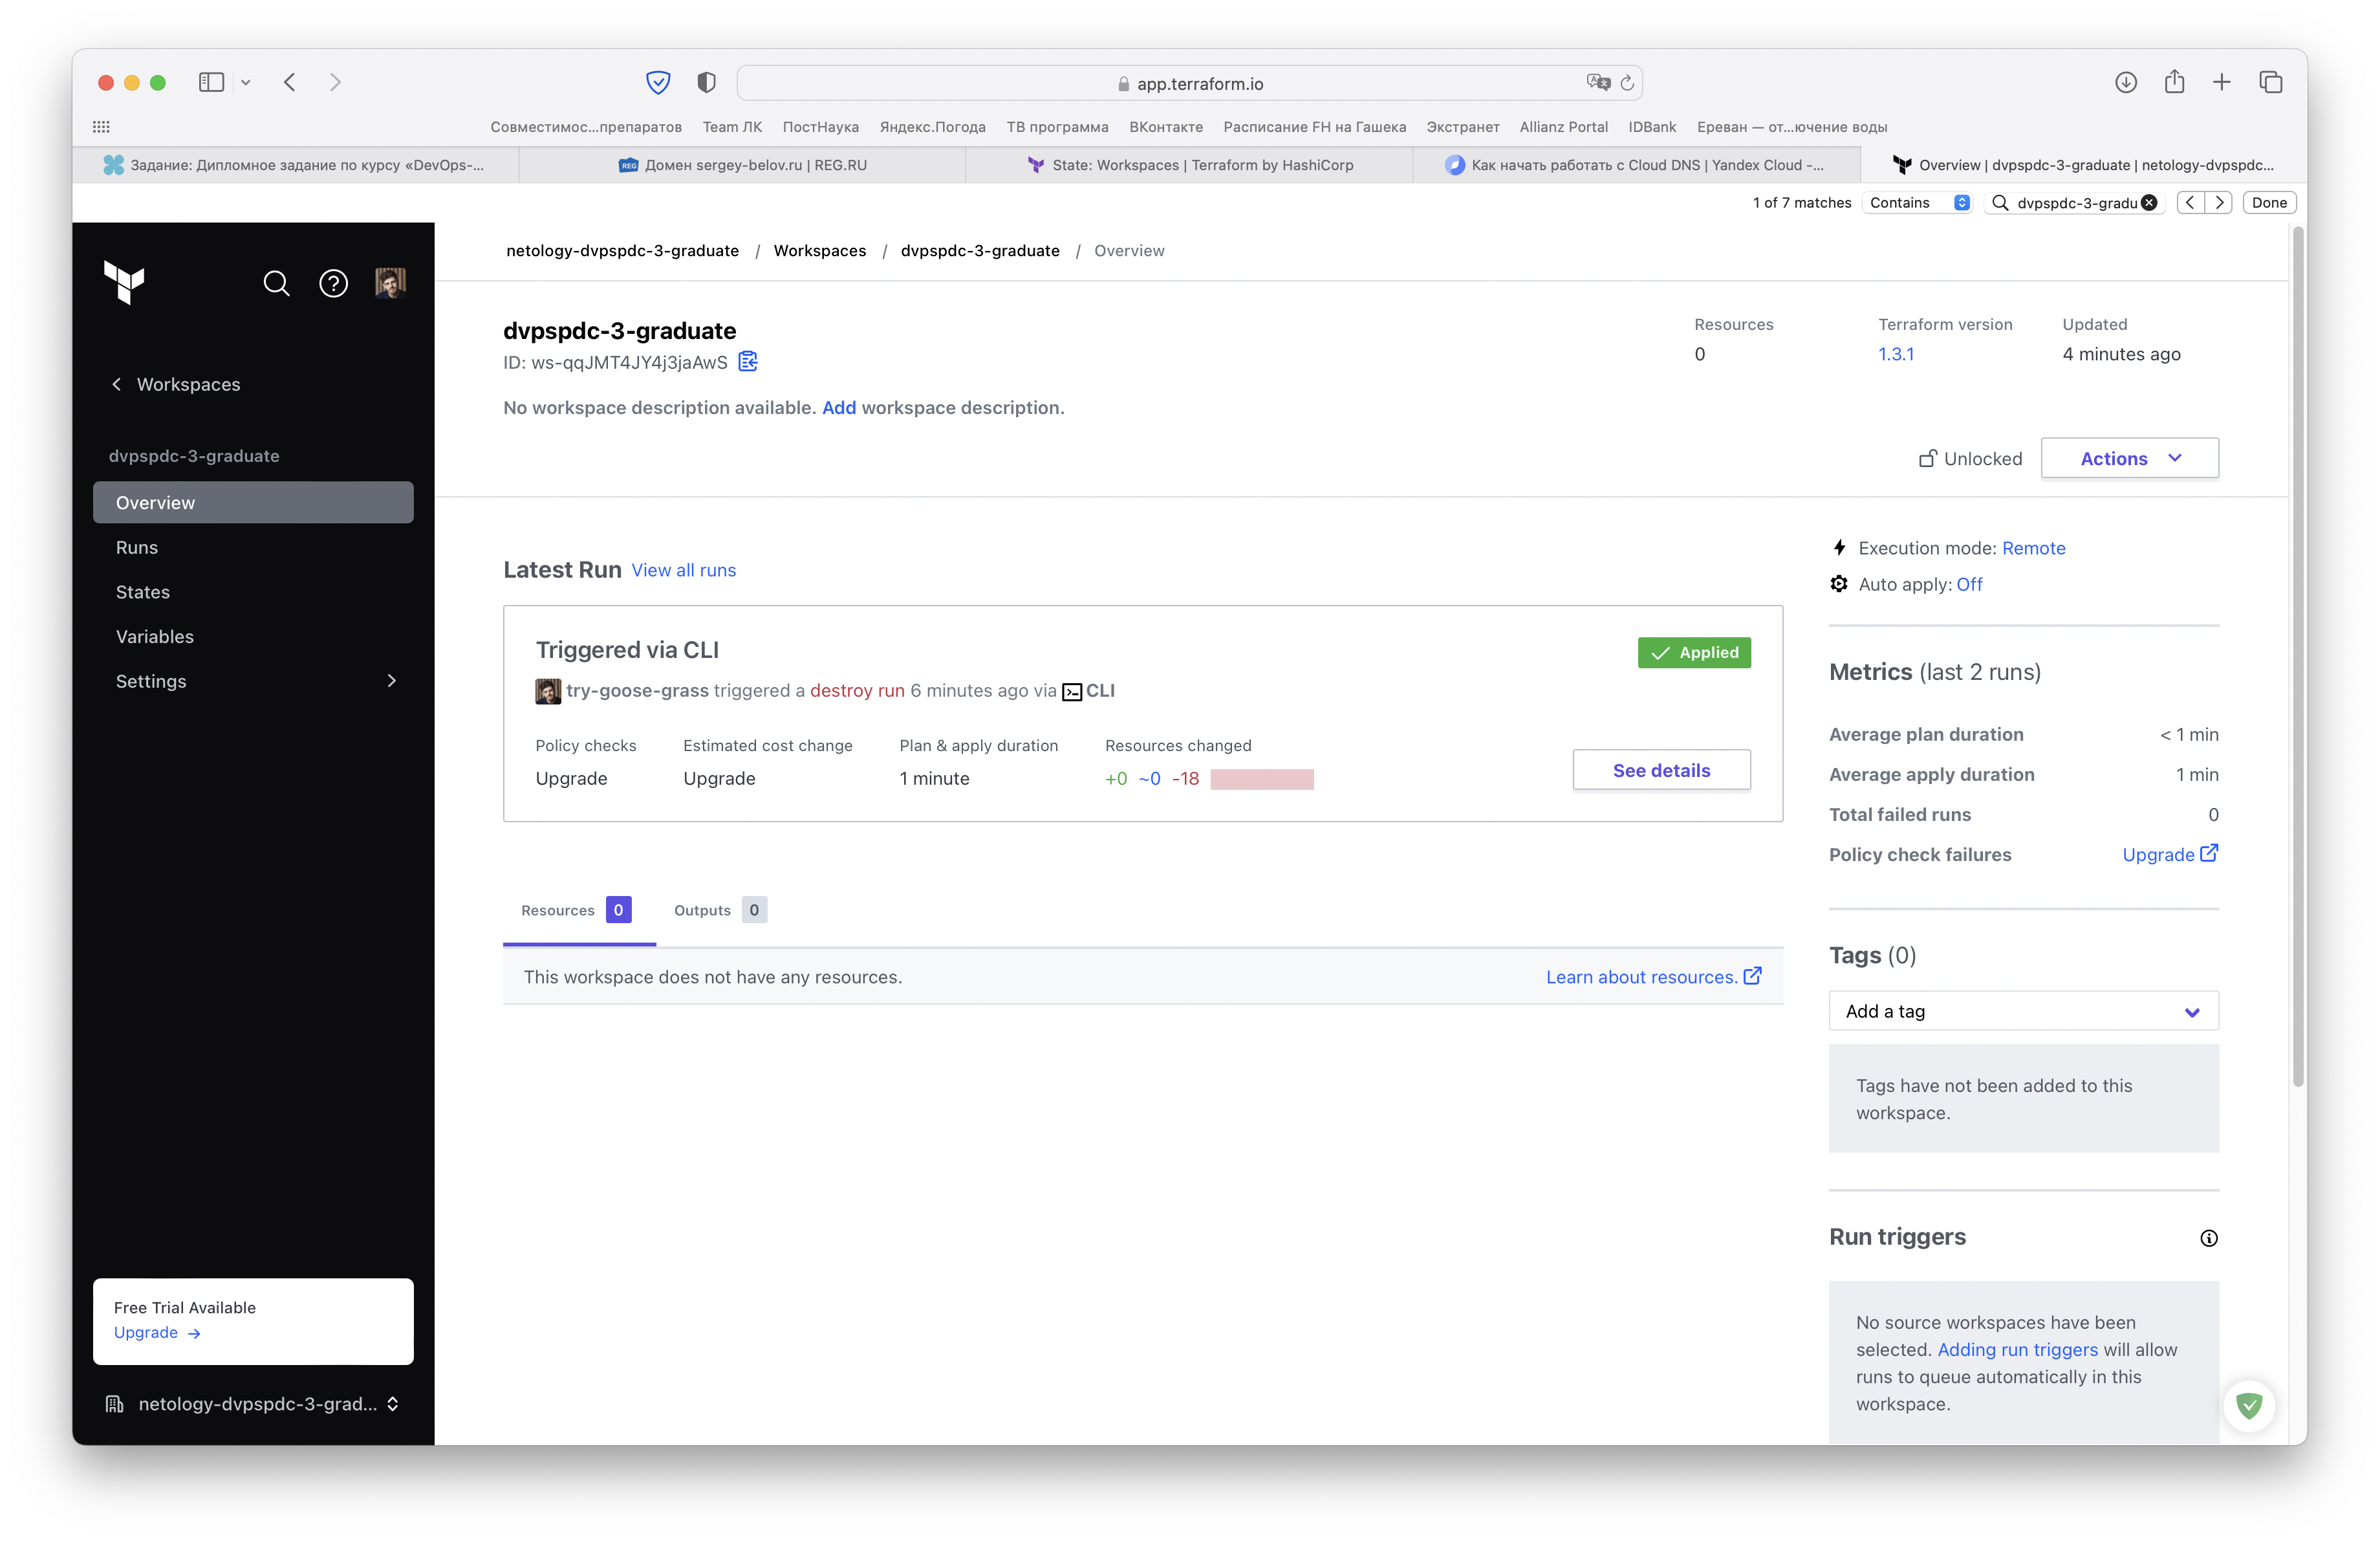 app.terraform.io
Совместимос...препаратов Team ЛК ПостНаука Яндекс.Погода ТВ программа ВКонтакте Расписание FH на Гашека Экстранет Allianz Portal IDBank Ереван — от...ючение воды
Задание: Дипломное задание по курсу «DevOps-...
REG Домен sergey-belov.ru | REG.RU
State: Workspaces | Terraform by HashiCorp
Как начать работать с Cloud DNS | Yandex Cloud -...
Overview | dvpspdc-3-graduate | netology-dvpspdc...
1 of 7 matches Contains dvpspdc-3-gradu Done
netology-dvpspdc-3-graduate / Workspaces / dvpspdc-3-graduate / Overview
Workspaces
dvpspdc-3-graduate
Overview
Runs
States
Variables
Settings
Free Trial Available
Upgrade →
netology-dvpspdc-3-grad...
dvpspdc-3-graduate
ID: ws-qqJMT4JY4j3jaAwS
No workspace description available. Add workspace description.
Resources
0
Terraform version
1.3.1
Updated
4 minutes ago
Unlocked
Actions
Latest Run View all runs
Triggered via CLI
Applied
try-goose-grass triggered a destroy run 6 minutes ago via CLI
Policy checks
Upgrade
Estimated cost change
Upgrade
Plan & apply duration
1 minute
Resources changed
+0 ~0 -18
See details
Resources 0
Outputs 0
This workspace does not have any resources.
Learn about resources.
Execution mode: Remote
Auto apply: Off
Metrics (last 2 runs)
Average plan duration < 1 min
Average apply duration 1 min
Total failed runs 0
Policy check failures Upgrade
Tags (0)
Add a tag
Tags have not been added to this
workspace.
Run triggers
No source workspaces have been
selected. Adding run triggers will allow
runs to queue automatically in this
workspace.